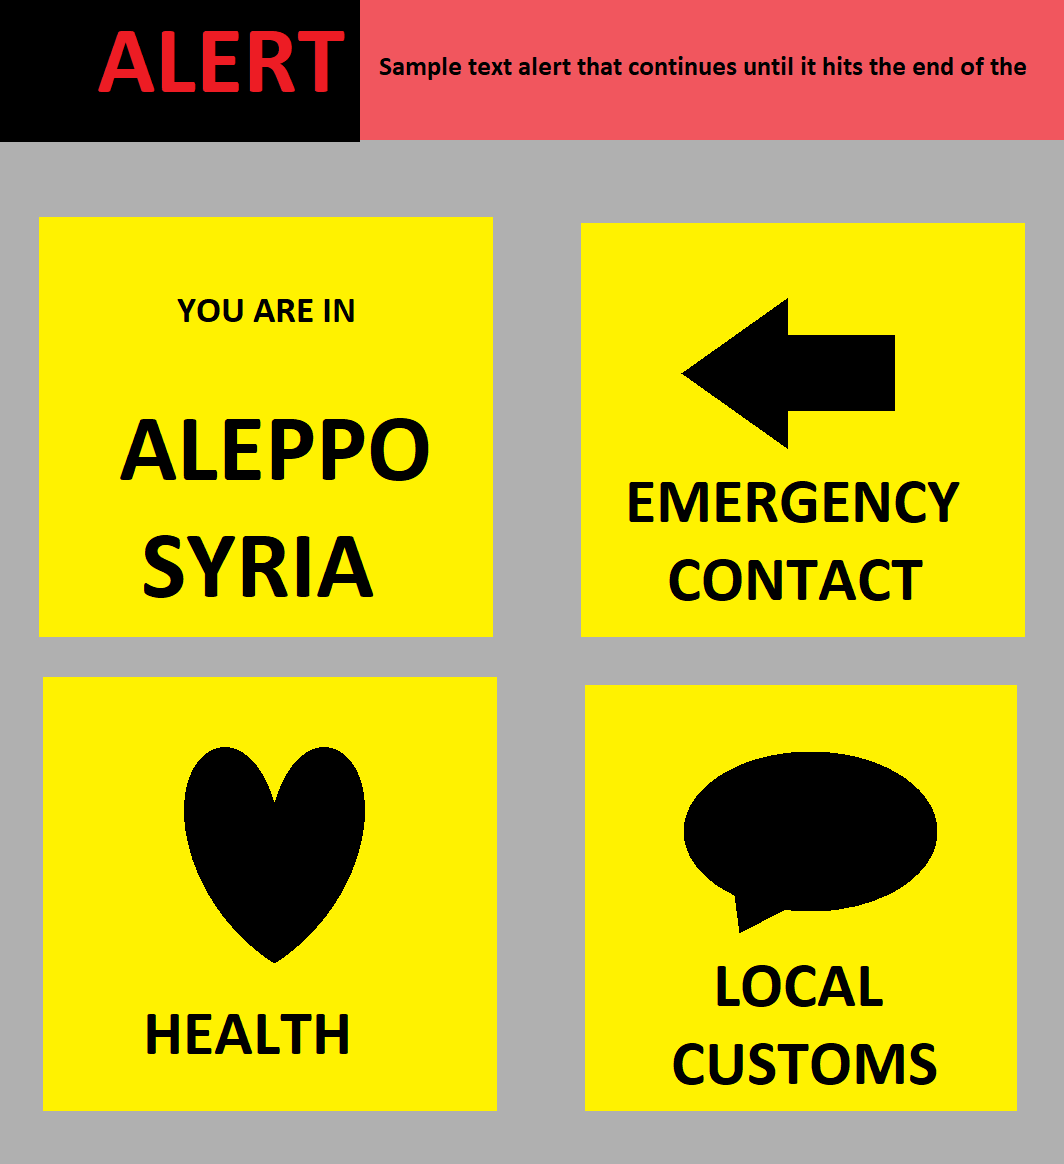 ALERT
Sample text alert that continues until it hits the end of the
YOU ARE IN
ALEPPO
SYRIA
EMERGENCY
CONTACT
HEALTH
LOCAL
CUSTOMS